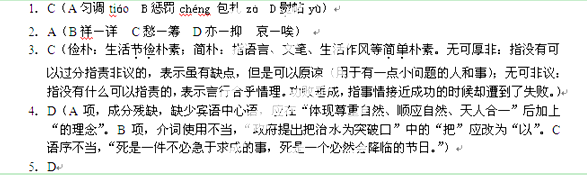 1. C（A 匀调 tiáo B 惩罚 chéng 包扎 zā D 熨帖 yù）
2. A（B 祥一详 C 愁一筹 D 亦一抑 哀一唉）
3. C（俭朴：生活节俭朴素；简朴：指语言、文笔、生活作风等简单朴素。无可厚非：指没有可
以过分指责非议的，表示虽有缺点，但是可以原谅（用于有一点小问题的人和事）；无可非议：
指没有什么可以指责的，表示言行合乎情理。功败垂成，指事情接近成功的时候却遭到了失败。）
4. D（A 项，成分残缺，缺少宾语中心语，应在“体现尊重自然、顺应自然、天人合一”后加上
“的理念”。B 项，介词使用不当，“政府提出把治水为突破口”中的“把”应改为“以”。C
语序不当，“死是一件不必急于求成的事，死是一个必然会降临的节日。”）
5. D